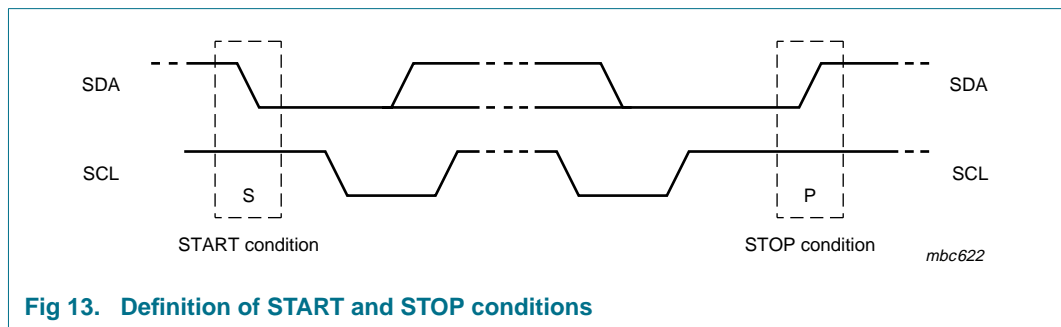 SDA SDA
SCL SCL
S P
START condition STOP condition
mbc622
Fig 13. Definition of START and STOP conditions